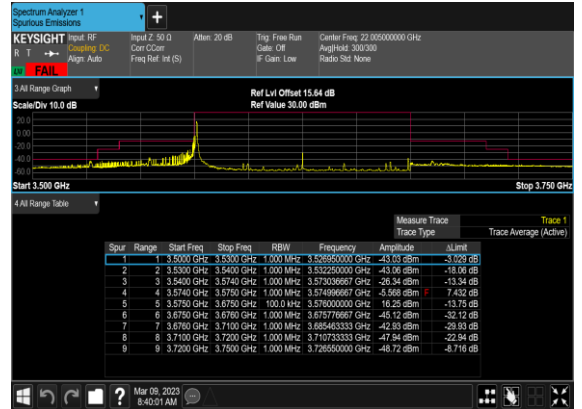 Spectrum Analyzer 1
Spurious Emissions
KEYSIGHT Input: RF Input Z: 50 Ω Atten: 20 dB Trig: Free Run Center Freq: 22.005000000 GHz
R T Coupling: DC Corr CCorr Gate: Off Avg|Hold: 300/300
Align: Auto Freq Ref: Int (S) IF Gain: Low Radio Std: None
FAIL
3 All Range Graph
Ref Lvl Offset 15.64 dB
Scale/Div 10.0 dB Ref Value 30.00 dBm
20.0
0.00
-20.0
-40.0
-60.0
Start 3.500 GHz Stop 3.750 GHz
4 All Range Table
Measure Trace Trace 1
Trace Type Trace Average (Active)
Spur Range Start Freq Stop Freq RBW Frequency Amplitude ΔLimit
1 1 3.5000 GHz 3.5300 GHz 1.000 MHz 3.526950000 GHz -43.03 dBm -3.029 dB
2 2 3.5300 GHz 3.5400 GHz 1.000 MHz 3.532250000 GHz -43.06 dBm -18.06 dB
3 3 3.5400 GHz 3.5740 GHz 1.000 MHz 3.573036667 GHz -26.34 dBm -13.34 dB
4 4 3.5740 GHz 3.5750 GHz 1.000 MHz 3.574996667 GHz -5.568 dBm F 7.432 dB
5 5 3.5750 GHz 3.6750 GHz 100.0 kHz 3.576000000 GHz 16.25 dBm -13.75 dB
6 6 3.6750 GHz 3.6760 GHz 1.000 MHz 3.675776667 GHz -45.12 dBm -32.12 dB
7 7 3.6760 GHz 3.7100 GHz 1.000 MHz 3.685463333 GHz -42.93 dBm -29.93 dB
8 8 3.7100 GHz 3.7200 GHz 1.000 MHz 3.710733333 GHz -47.94 dBm -22.94 dB
9 9 3.7200 GHz 3.7500 GHz 1.000 MHz 3.726550000 GHz -48.72 dBm -8.716 dB
? Mar 09, 2023
8:40:01 AM